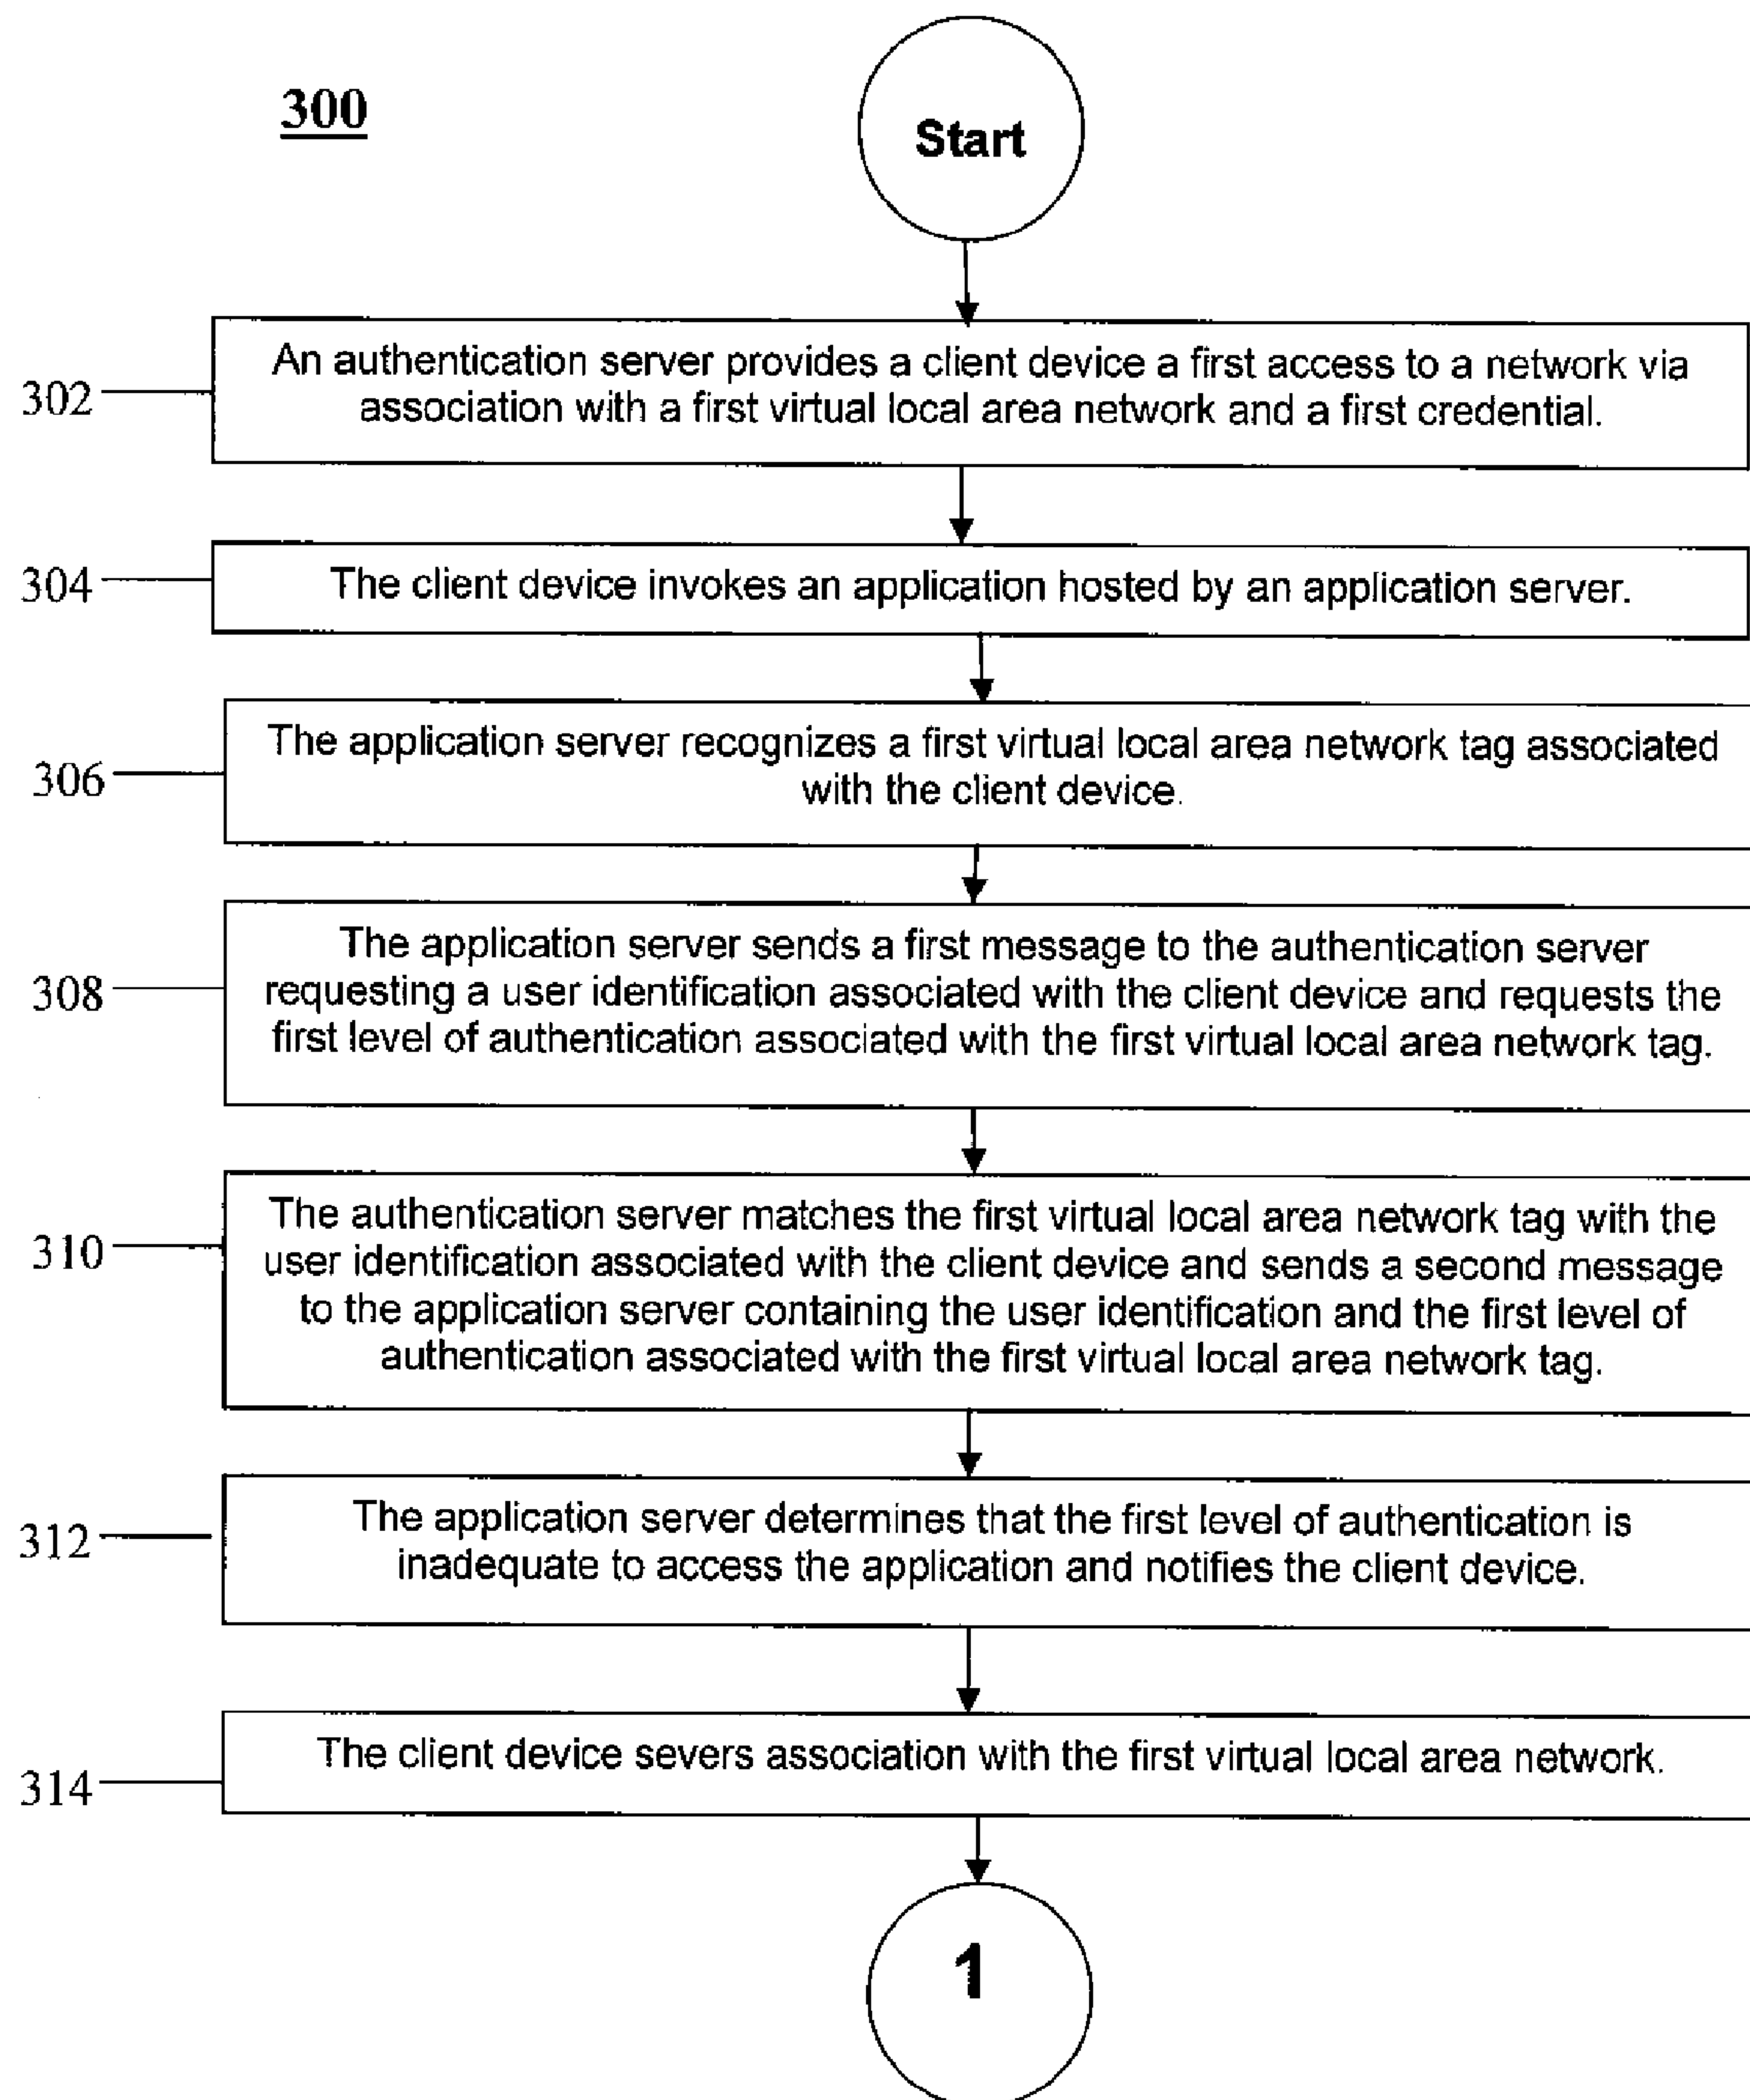 300
Start
302
An authentication server provides a client device a first access to a network via
association with a first virtual local area network and a first credential.
304
The client device invokes an application hosted by an application server.
306
The application server recognizes a first virtual local area network tag associated
with the client device.
308
The application server sends a first message to the authentication server
requesting a user identification associated with the client device and requests the
first level of authentication associated with the first virtual local area network tag.
310
The authentication server matches the first virtual local area network tag with the
user identification associated with the client device and sends a second message
to the application server containing the user identification and the first level of
authentication associated with the first virtual local area network tag.
312
The application server determines that the first level of authentication is
inadequate to access the application and notifies the client device.
314
The client device severs association with the first virtual local area network.
1